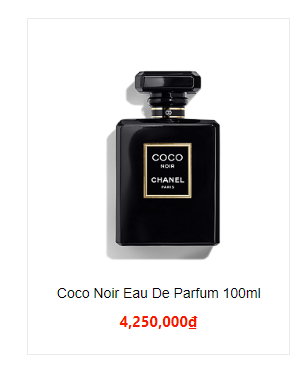 COCO
NOIR
CHANEL
PARIS
Coco Noir Eau De Parfum 100ml
4,250,000₫